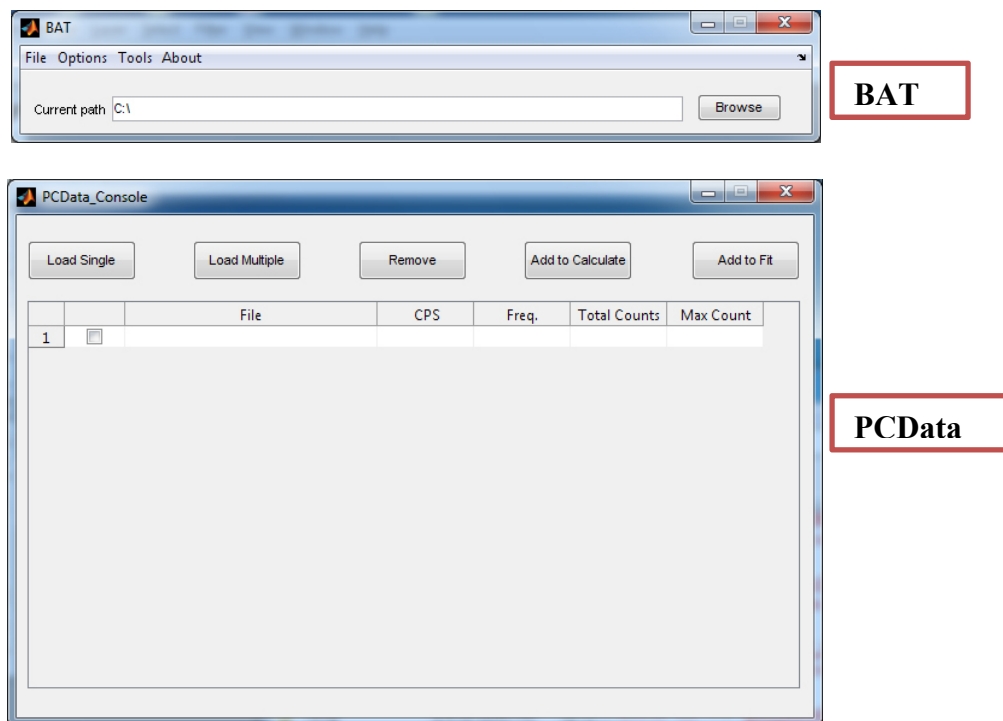 BAT
File Options Tools About
Current path C:\ Browse
BAT
PCData_Console
Load Single Load Multiple Remove Add to Calculate Add to Fit
File CPS Freq. Total Counts Max Count
1
PCData